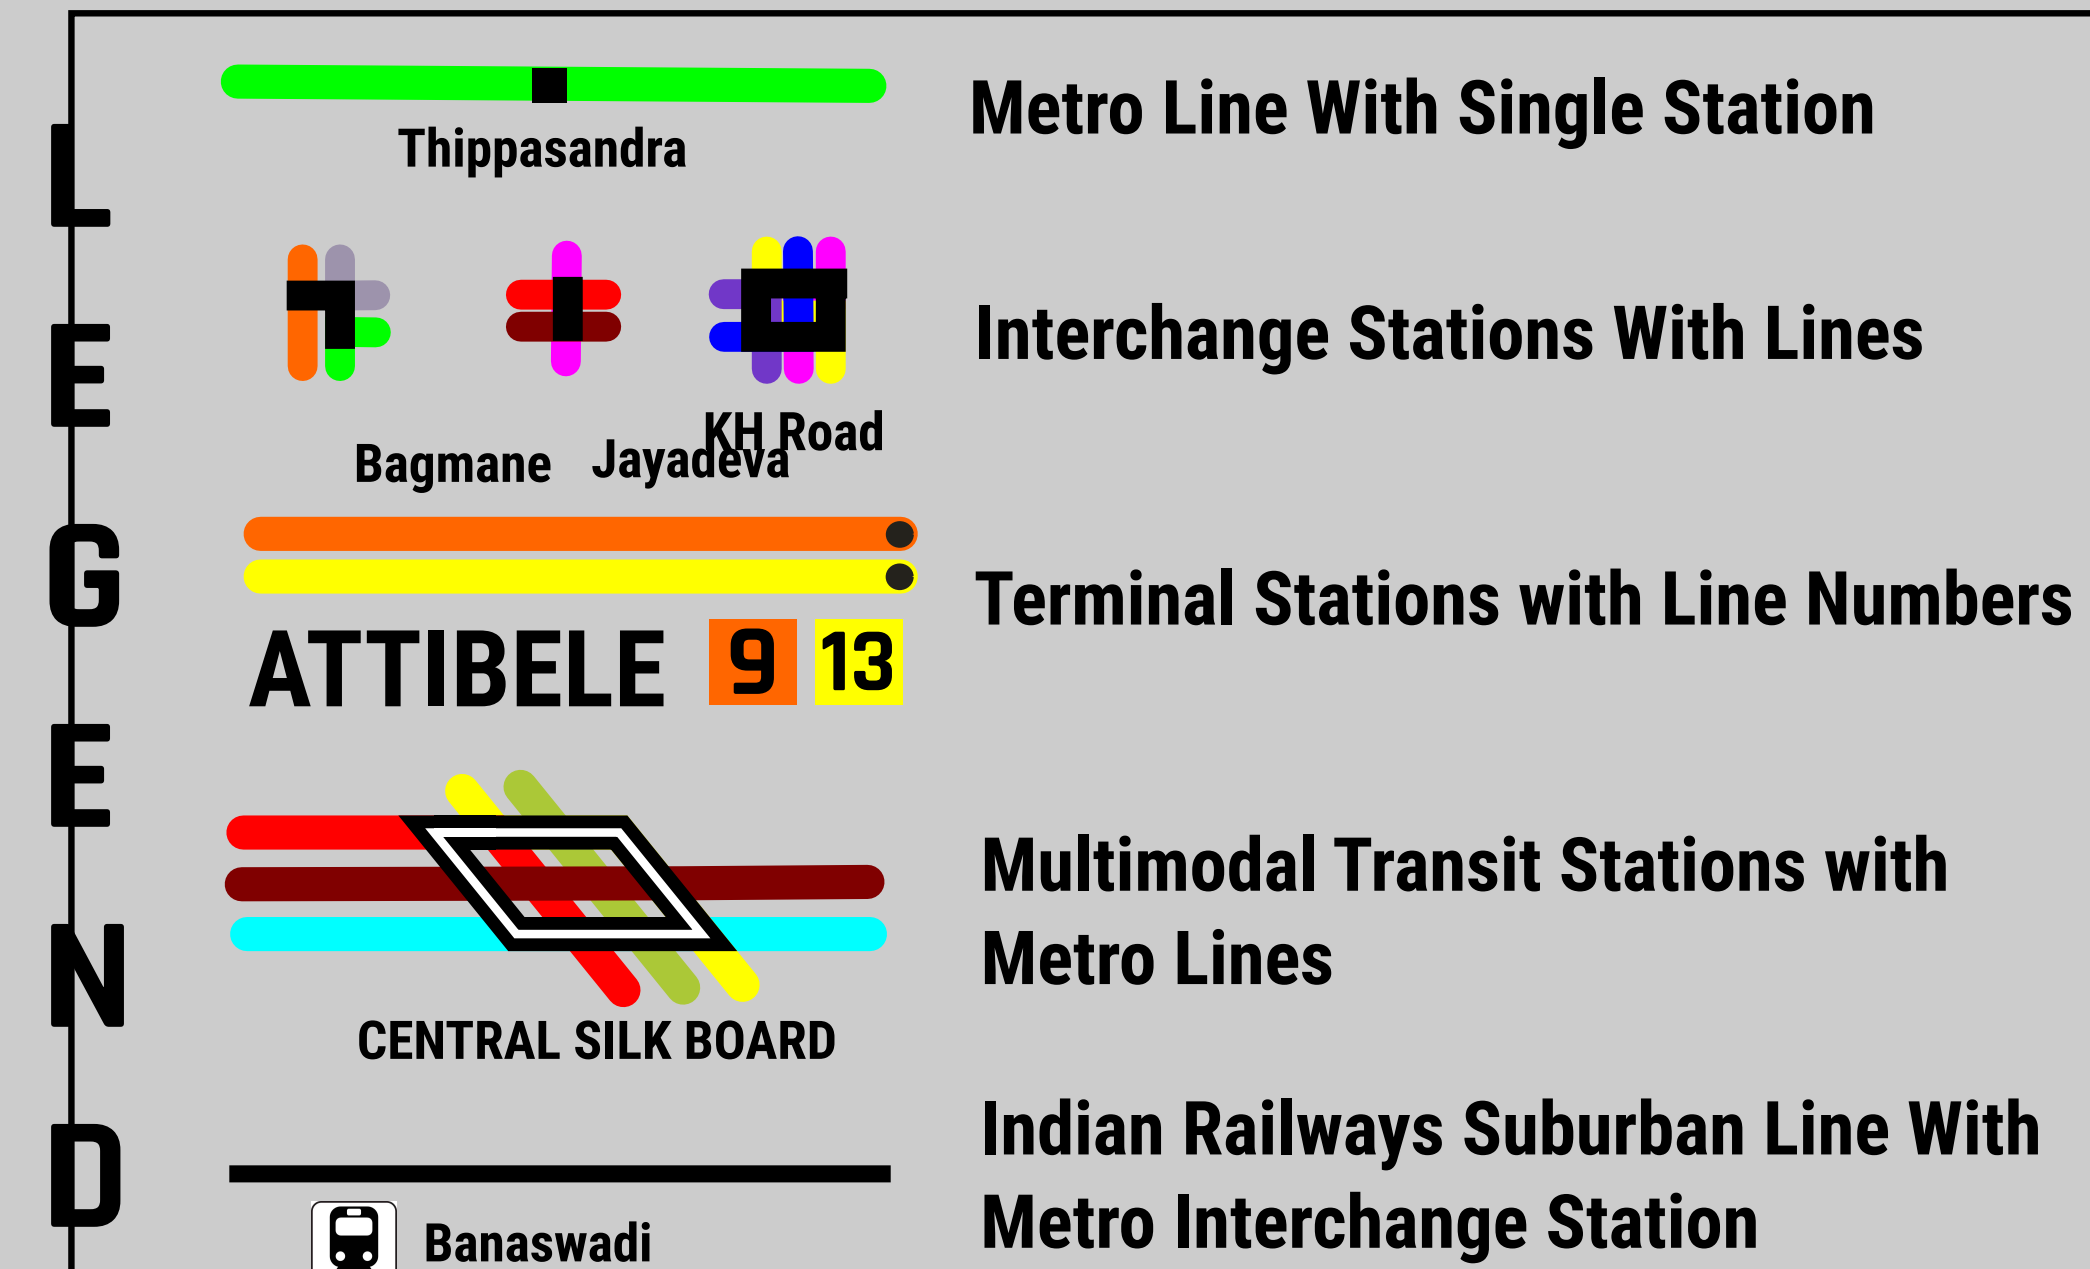 LEGEND
Thippasandra
Metro Line With Single Station
Bagmane
Jayadeva
KH Road
Interchange Stations With Lines
ATTIBELE 9 13
Terminal Stations with Line Numbers
CENTRAL SILK BOARD
Multimodal Transit Stations with
Metro Lines
Banaswadi
Indian Railways Suburban Line With
Metro Interchange Station